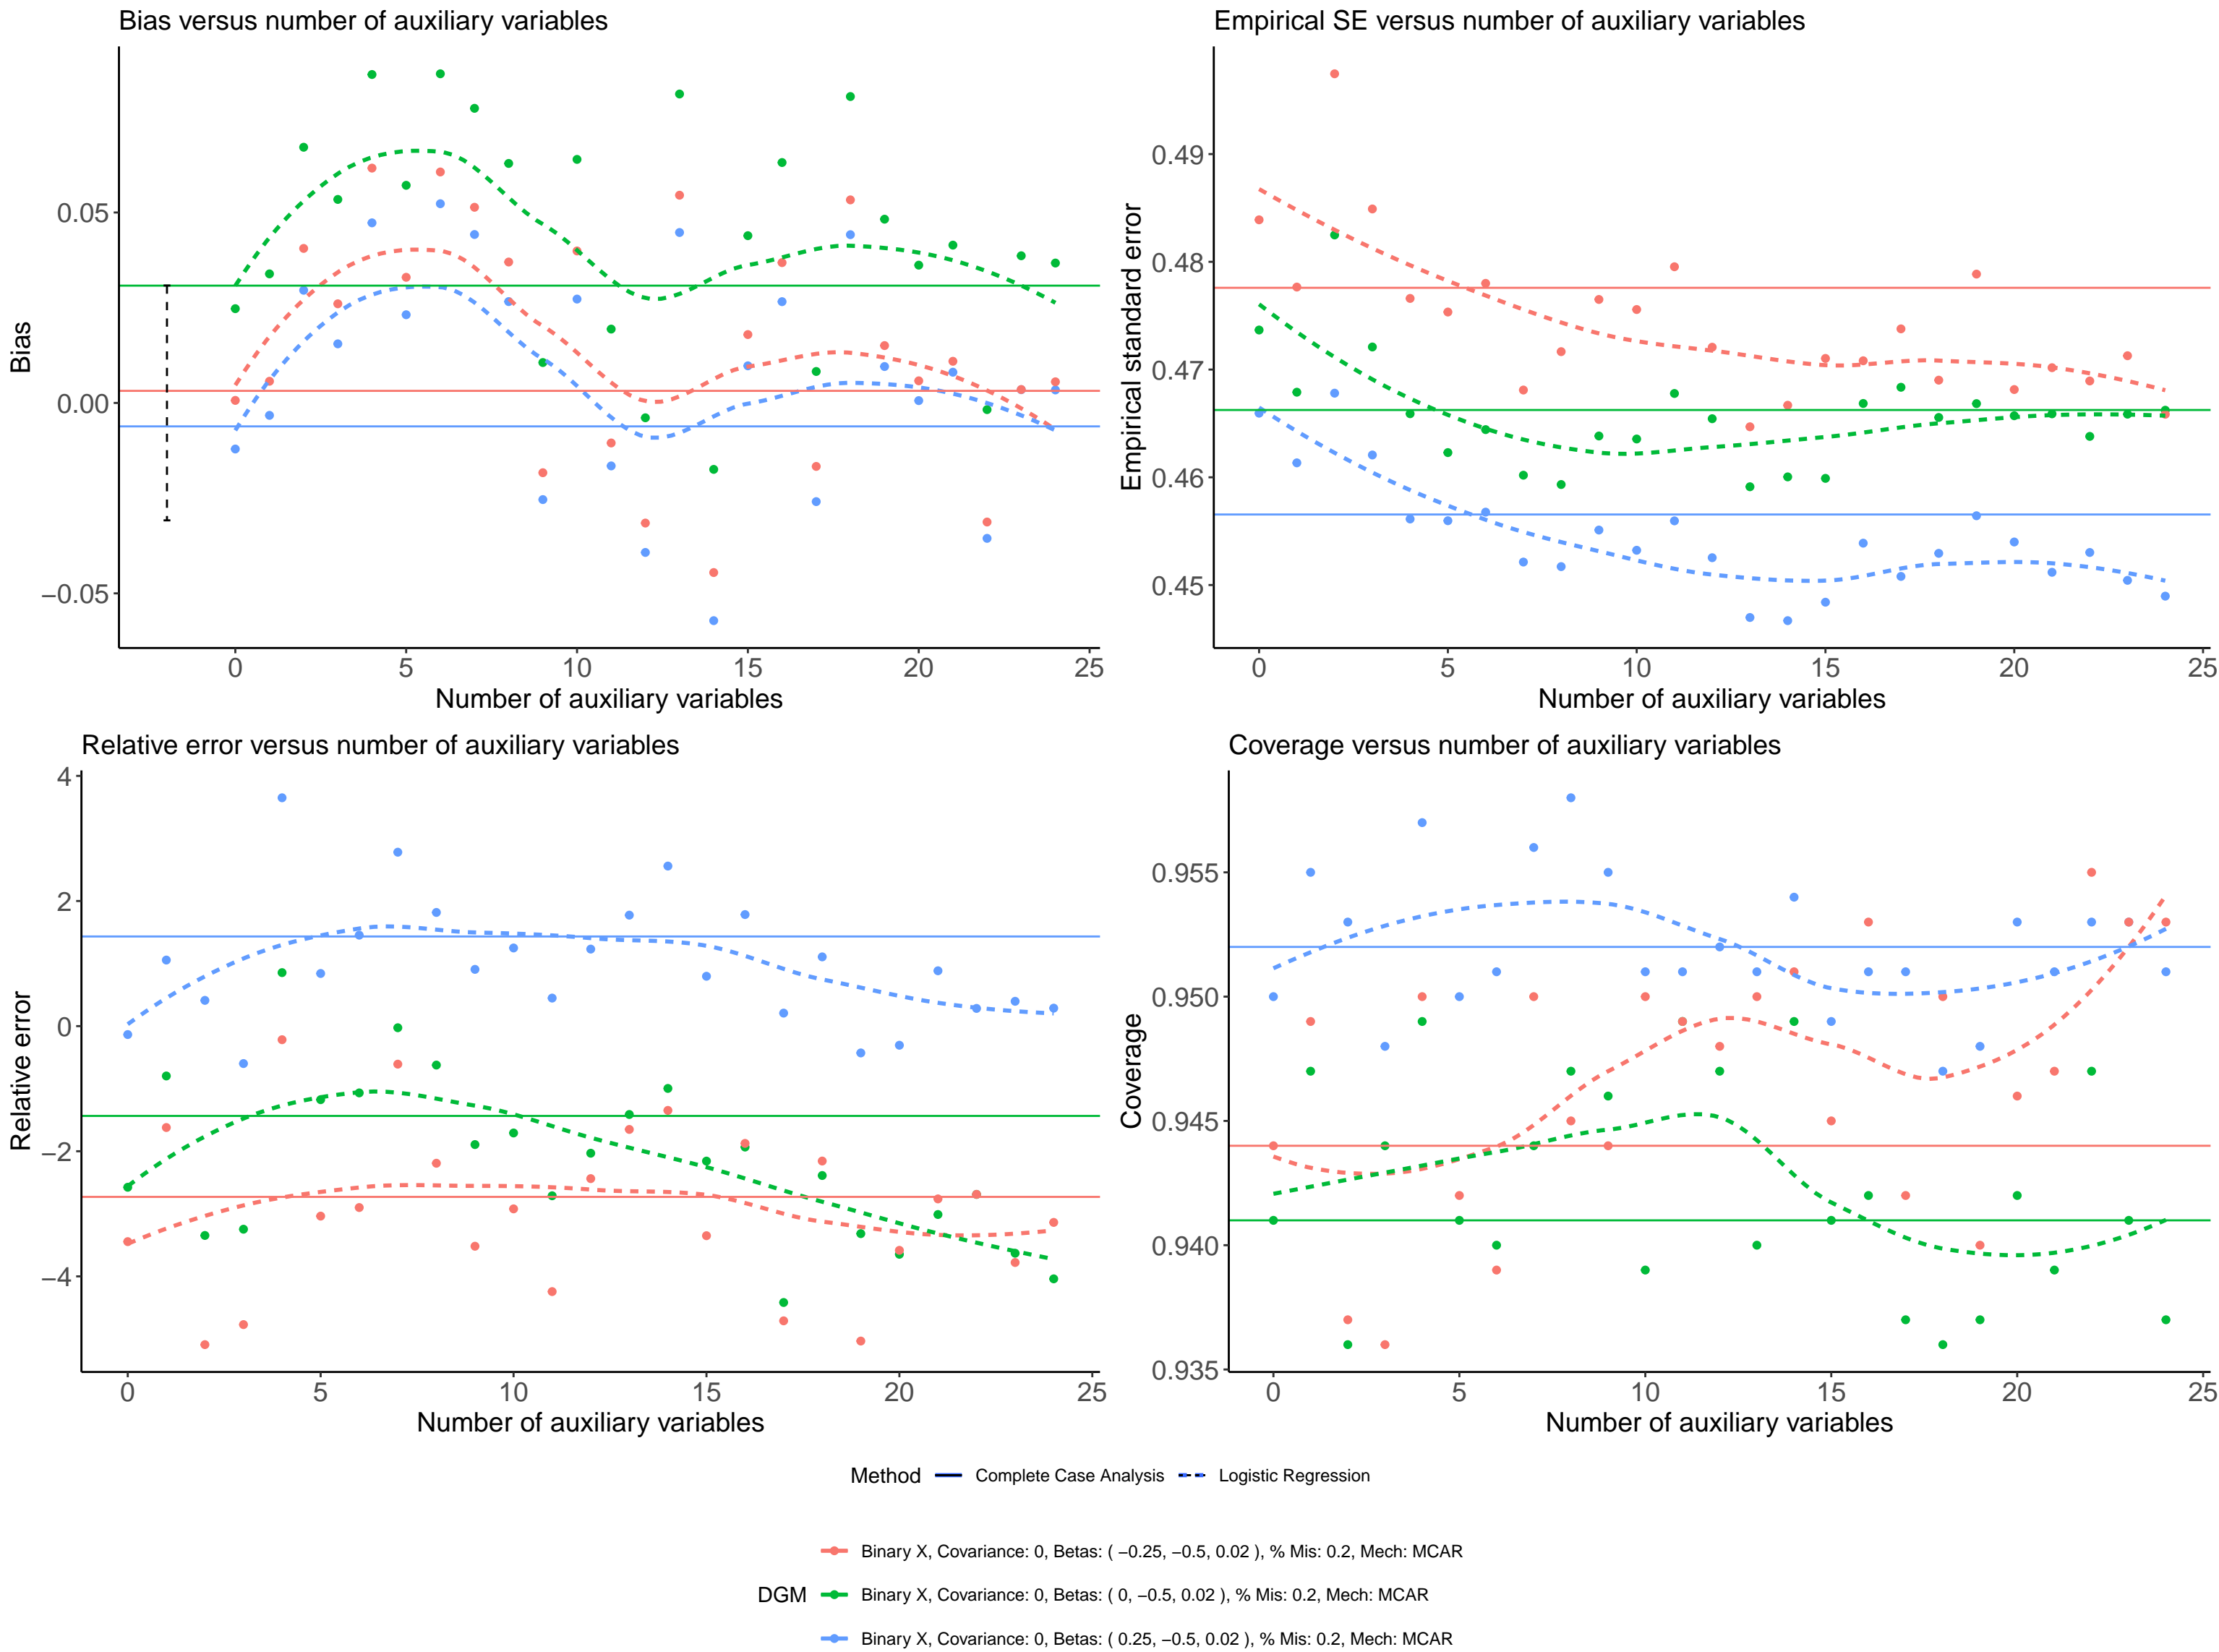 Bias versus number of auxiliary variables
Bias
0.05
0.00
−0.05
0 5 10 15 20 25
Number of auxiliary variables
Empirical SE versus number of auxiliary variables
Empirical standard error
0.49
0.48
0.47
0.46
0.45
0 5 10 15 20 25
Number of auxiliary variables
Relative error versus number of auxiliary variables
Relative error
4
2
0
−2
−4
0 5 10 15 20 25
Number of auxiliary variables
Coverage versus number of auxiliary variables
Coverage
0.955
0.950
0.945
0.940
0.935
0 5 10 15 20 25
Number of auxiliary variables
Method Complete Case Analysis Logistic Regression
DGM
Binary X, Covariance: 0, Betas: ( −0.25, −0.5, 0.02 ), % Mis: 0.2, Mech: MCAR
Binary X, Covariance: 0, Betas: ( 0, −0.5, 0.02 ), % Mis: 0.2, Mech: MCAR
Binary X, Covariance: 0, Betas: ( 0.25, −0.5, 0.02 ), % Mis: 0.2, Mech: MCAR